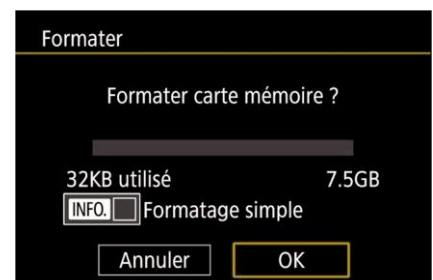 Formater
Formater carte mémoire ?
32KB utilisé 7.5GB
INFO. Formatage simple
Annuler OK